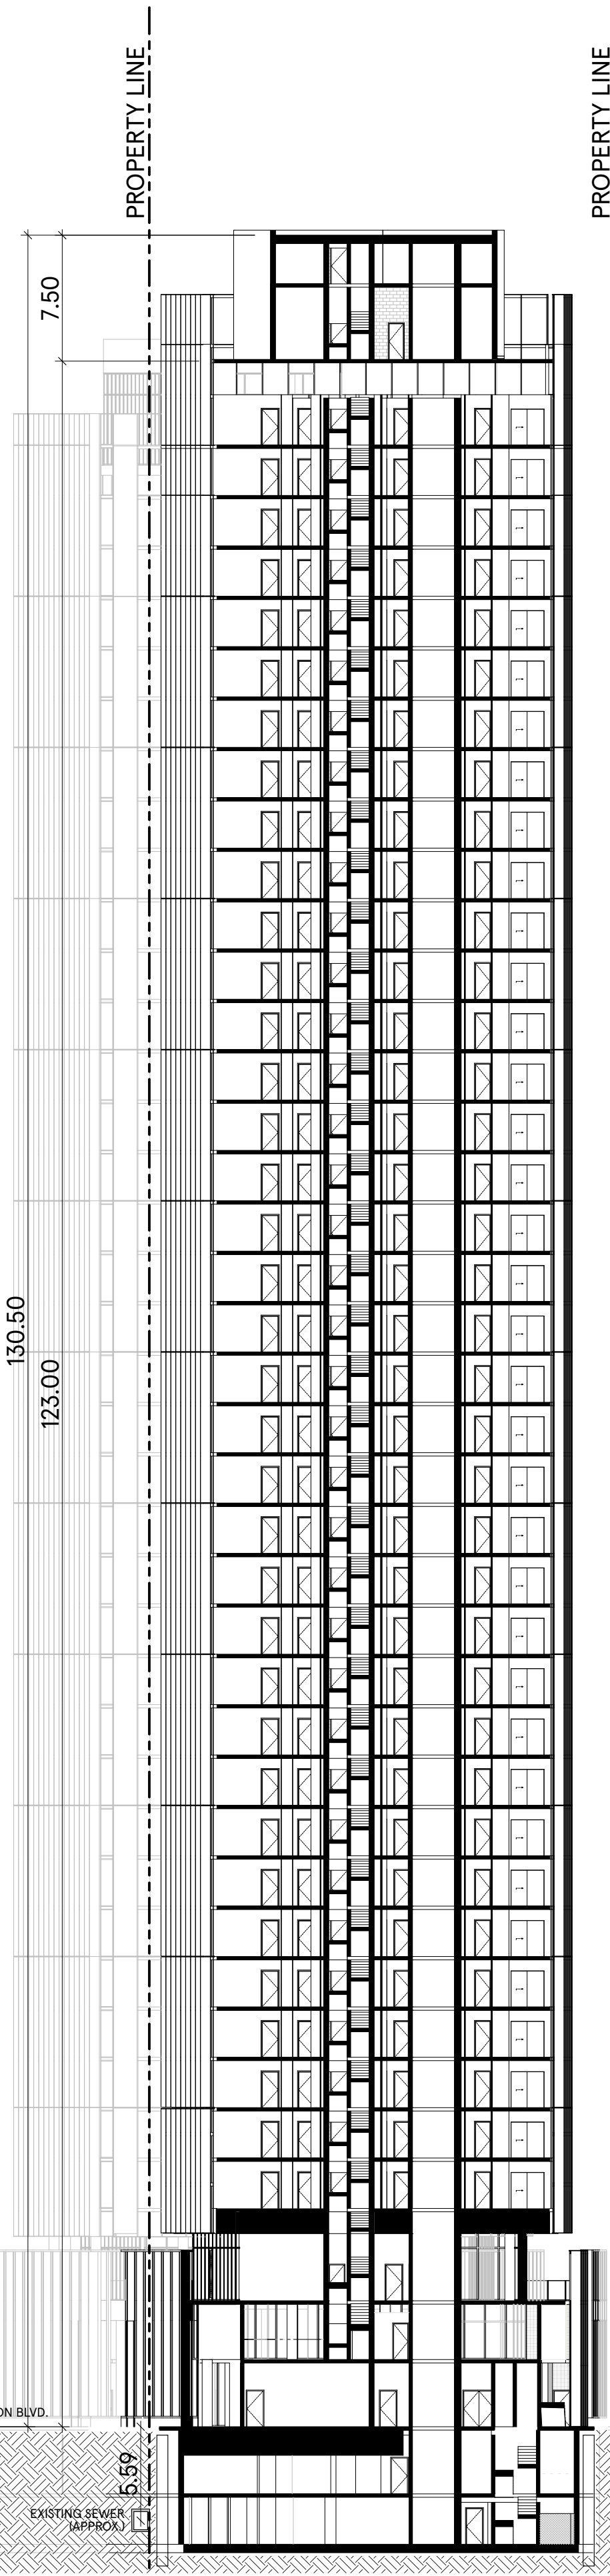 PROPERTY LINE
PROPERTY LINE
7.50
130.50
123.00
ON BLVD.
5.59
EXISTING SEWER
(APPROX.)